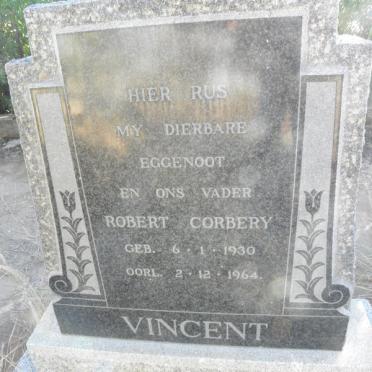 HIER RUS
MY DIERBARE
EGGENOOT
EN ONS VADER
ROBERT CORBERY
GEB. 6·1·1930
OORL. 2·12·1964.
VINCENT